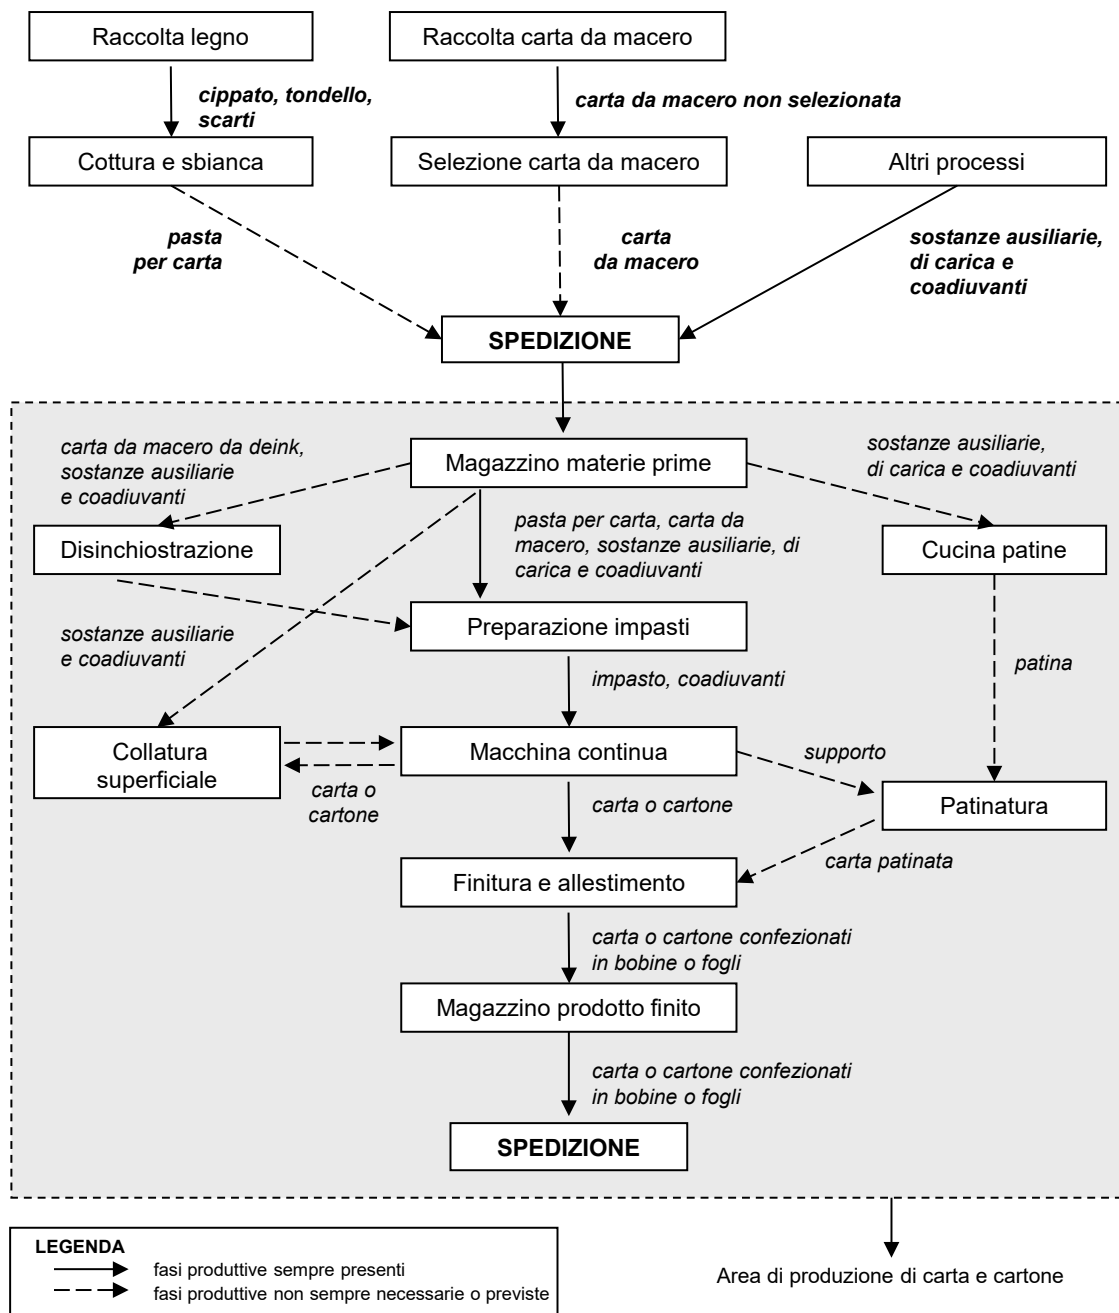 Raccolta legno
Raccolta carta da macero
cippato, tondello,
scarti
carta da macero non selezionata
Cottura e sbianca
Selezione carta da macero
Altri processi
pasta
per carta
carta
da macero
sostanze ausiliarie,
di carica e
coadiuvanti
SPEDIZIONE
carta da macero da deink,
sostanze ausiliarie
e coadiuvanti
Magazzino materie prime
sostanze ausiliarie,
di carica e coadiuvanti
Disinchiostrazione
pasta per carta, carta da
macero, sostanze ausiliarie, di
carica e coadiuvanti
Cucina patine
sostanze ausiliarie
e coadiuvanti
Preparazione impasti
impasto, coadiuvanti
patina
Collatura
superficiale
Macchina continua
supporto
carta o
cartone
carta o cartone
Patinatura
carta patinata
Finitura e allestimento
carta o cartone confezionati
in bobine o fogli
Magazzino prodotto finito
carta o cartone confezionati
in bobine o fogli
SPEDIZIONE
LEGENDA
fasi produttive sempre presenti
fasi produttive non sempre necessarie o previste
Area di produzione di carta e cartone